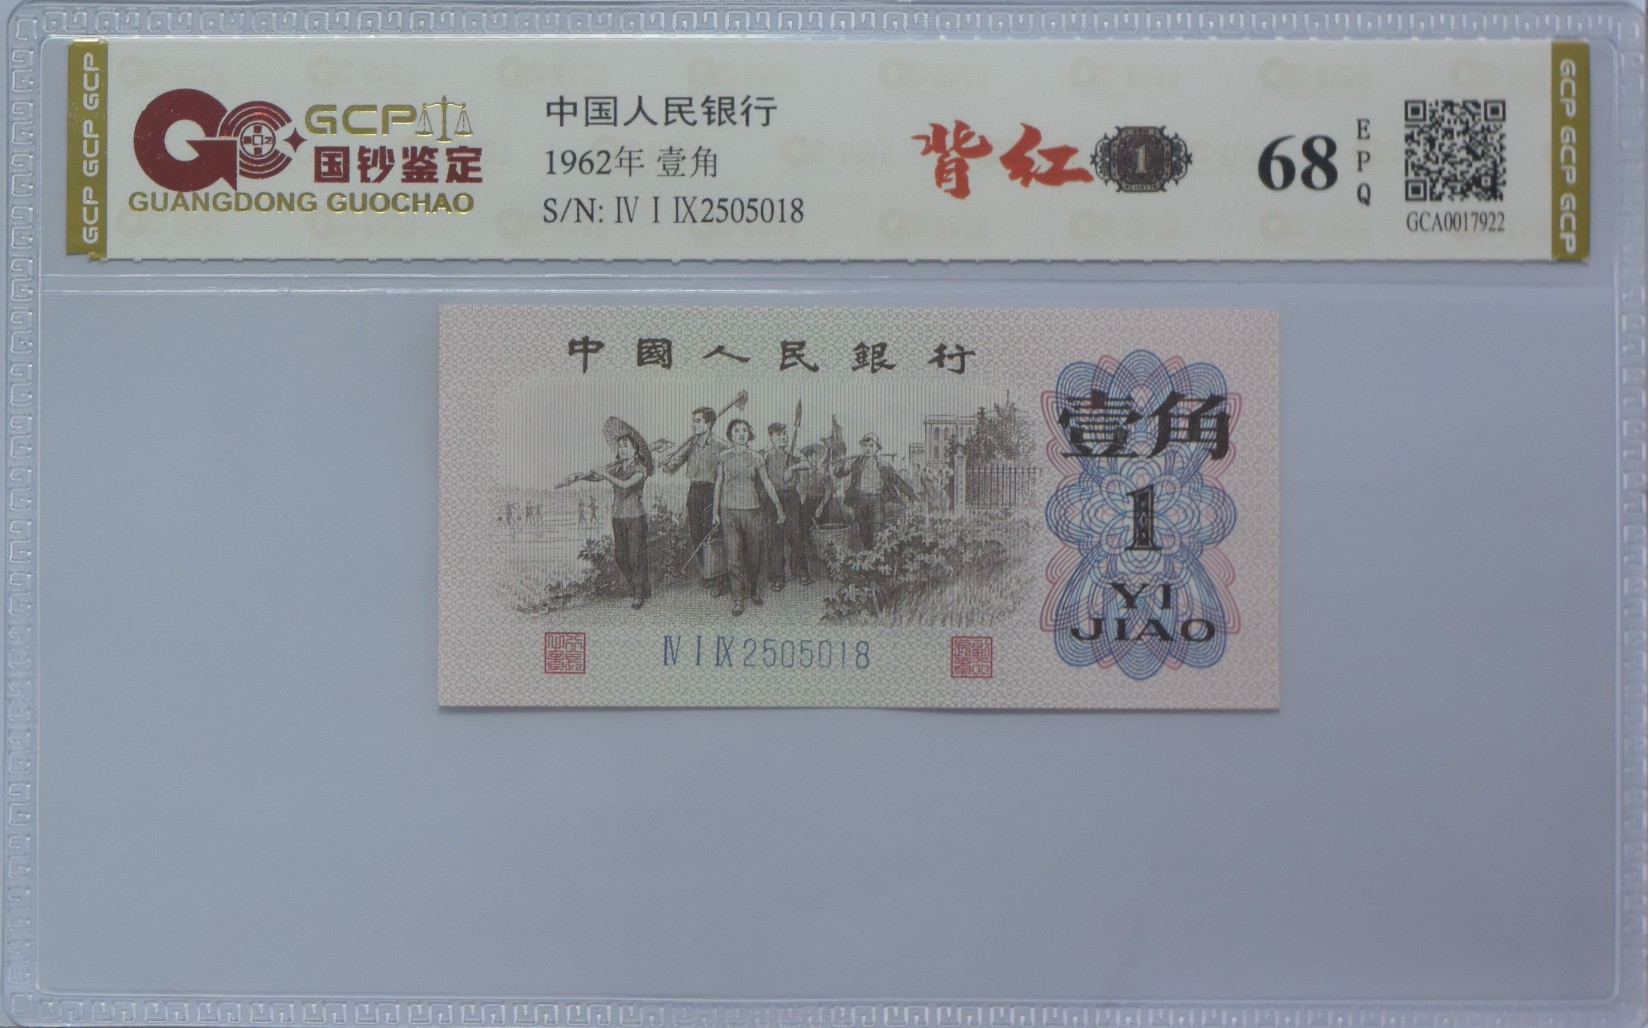 GCP GCP GCP
GCP
国钞鉴定
GUANGDONG GUOCHAO
中国人民银行
1962年 壹角
S/N: Ⅳ Ⅰ Ⅸ2505018
背红
1
68
EPQ
GCA0017922
GCP GCP GCP
中國人民銀行
壹角
1
YI
JIAO
Ⅳ Ⅰ Ⅸ2505018